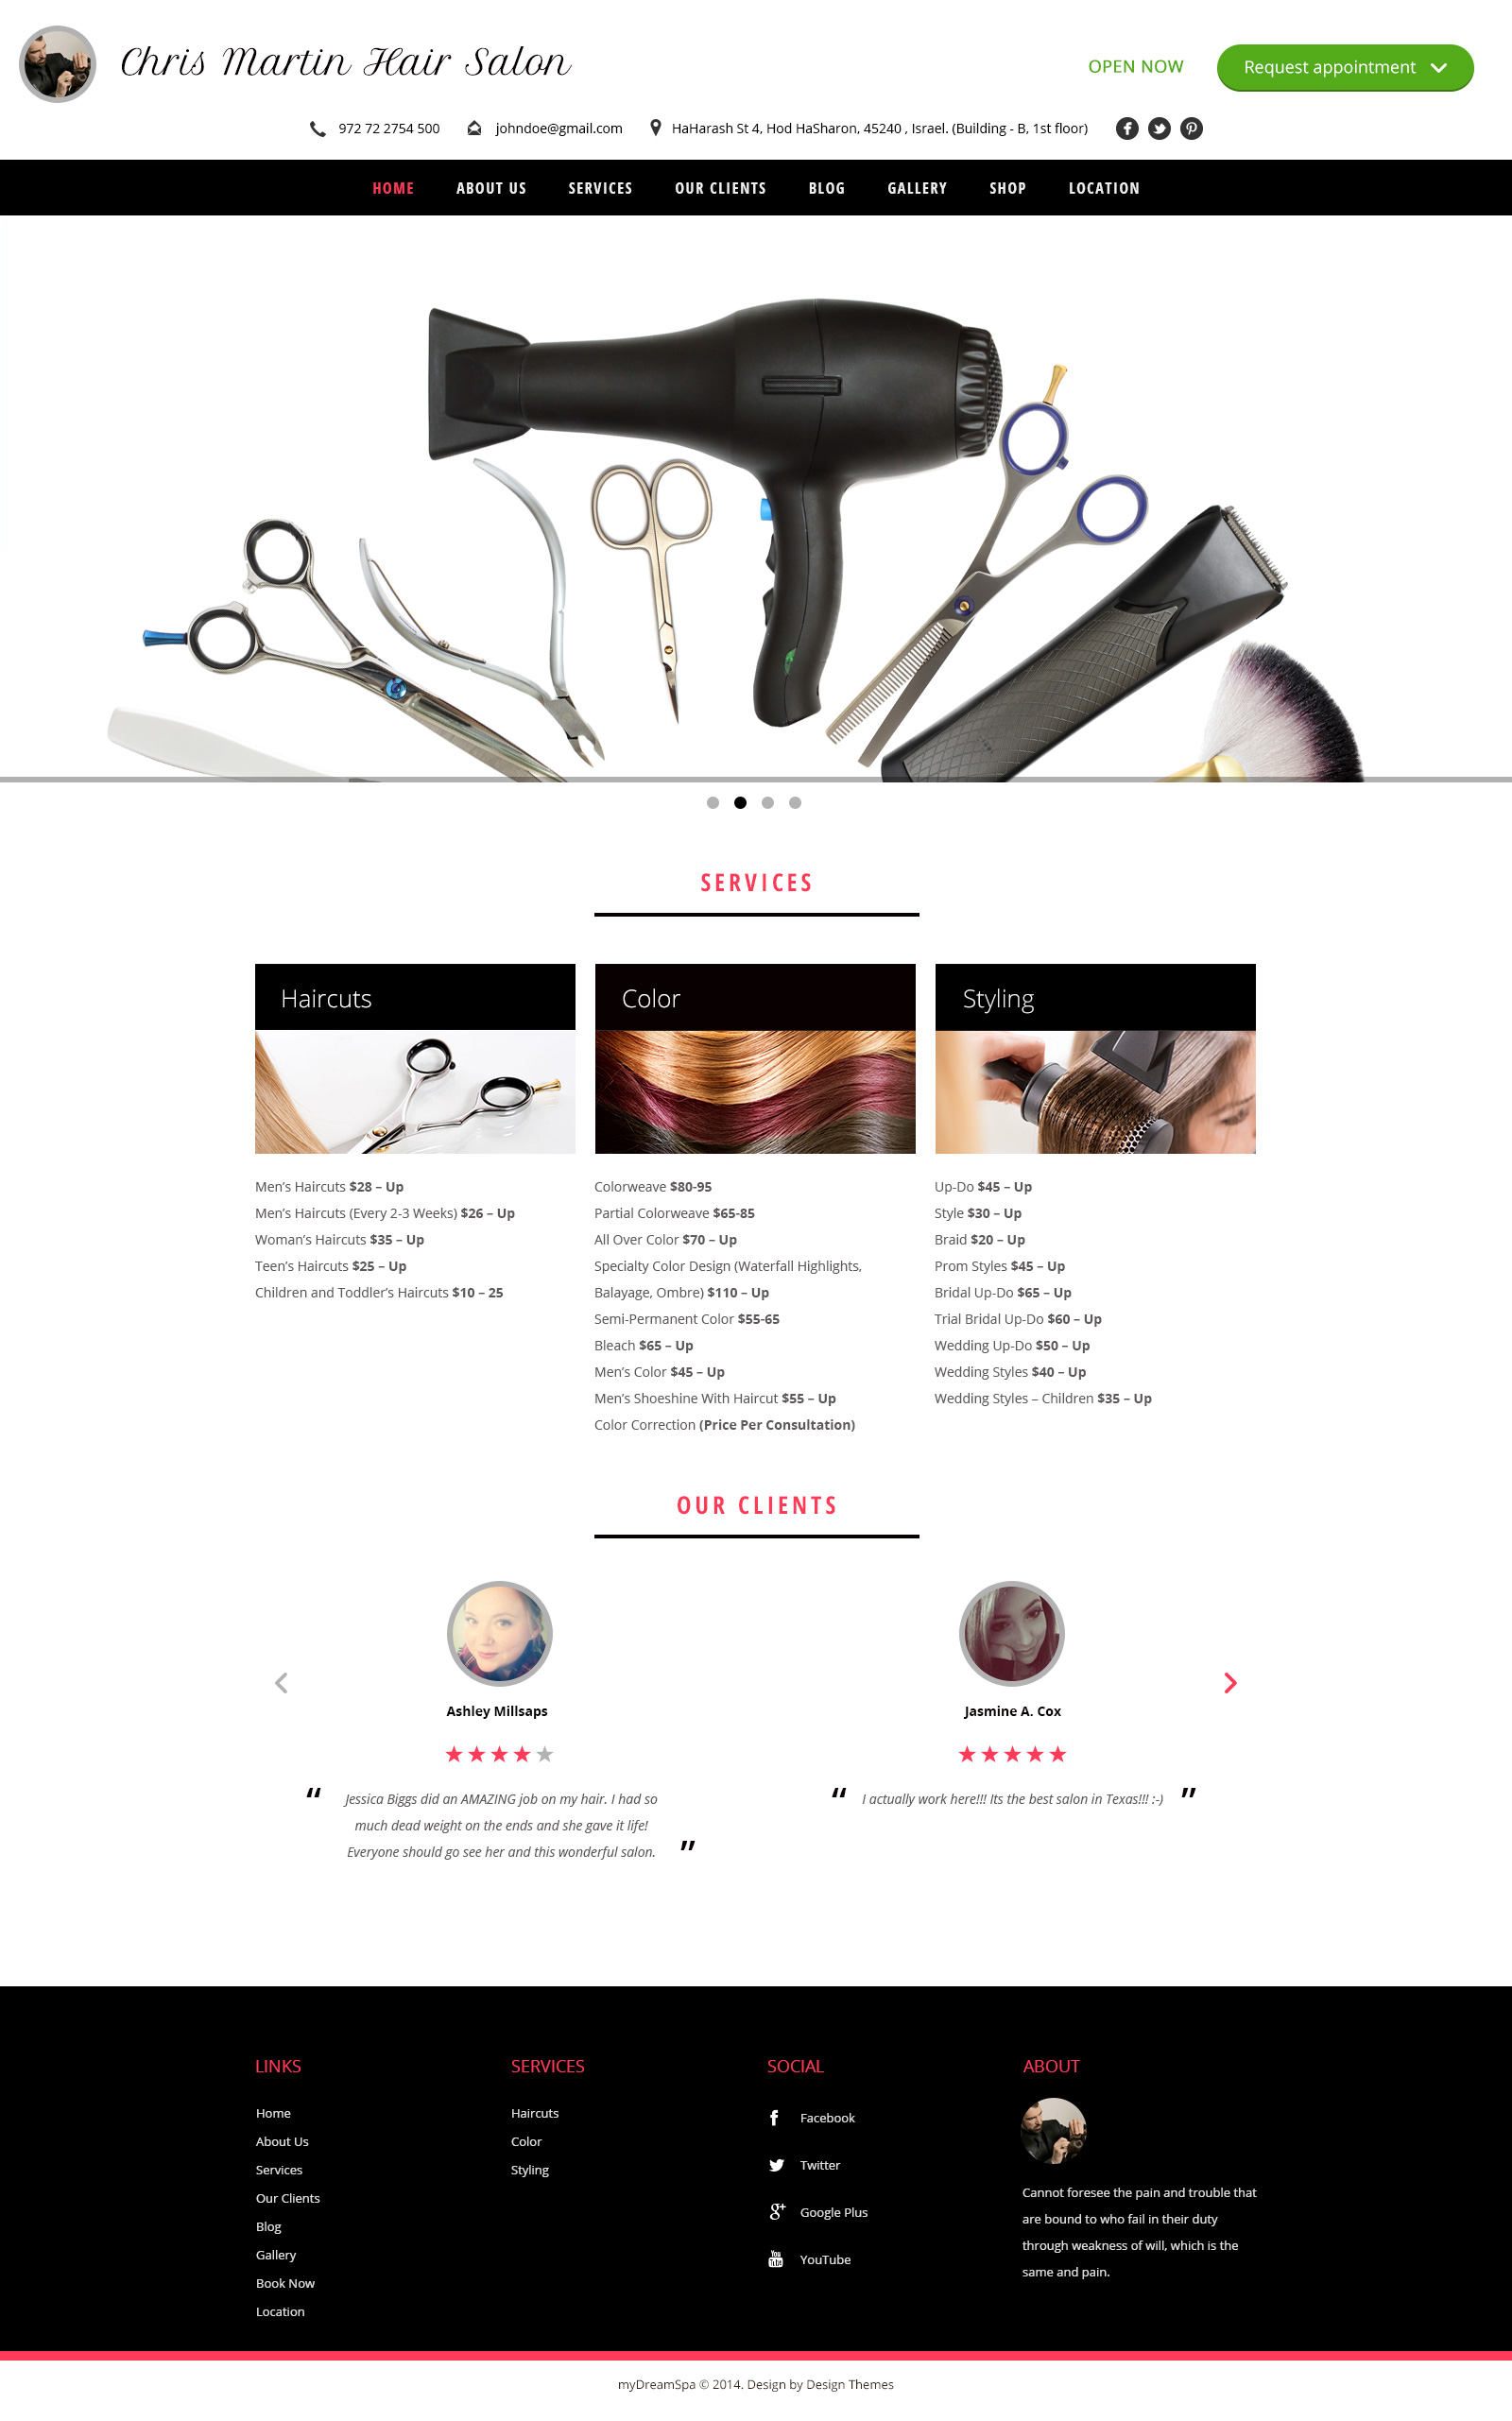 Chris Martin Hair Salon
OPEN NOW
Request appointment
972 72 2754 500
johndoe@gmail.com
HaHarash St 4, Hod HaSharon, 45240 , Israel. (Building - B, 1st floor)
HOME ABOUT US SERVICES OUR CLIENTS BLOG GALLERY SHOP LOCATION
SERVICES
Haircuts
Men's Haircuts $28 – Up
Men's Haircuts (Every 2-3 Weeks) $26 – Up
Woman's Haircuts $35 – Up
Teen's Haircuts $25 – Up
Children and Toddler's Haircuts $10 – 25
Color
Colorweave $80-95
Partial Colorweave $65-85
All Over Color $70 – Up
Specialty Color Design (Waterfall Highlights,
Balayage, Ombre) $110 – Up
Semi-Permanent Color $55-65
Bleach $65 – Up
Men's Color $45 – Up
Men's Shoeshine With Haircut $55 – Up
Color Correction (Price Per Consultation)
Styling
Up-Do $45 – Up
Style $30 – Up
Braid $20 – Up
Prom Styles $45 – Up
Bridal Up-Do $65 – Up
Trial Bridal Up-Do $60 – Up
Wedding Up-Do $50 – Up
Wedding Styles $40 – Up
Wedding Styles – Children $35 – Up
OUR CLIENTS
Ashley Millsaps
“ Jessica Biggs did an AMAZING job on my hair. I had so
much dead weight on the ends and she gave it life!
Everyone should go see her and this wonderful salon. ”
Jasmine A. Cox
“ I actually work here!!! Its the best salon in Texas!!! :-) ”
LINKS
Home
About Us
Services
Our Clients
Blog
Gallery
Book Now
Location
SERVICES
Haircuts
Color
Styling
SOCIAL
Facebook
Twitter
Google Plus
You Tube YouTube
ABOUT
Cannot foresee the pain and trouble that
are bound to who fail in their duty
through weakness of will, which is the
same and pain.
myDreamSpa © 2014. Design by Design Themes